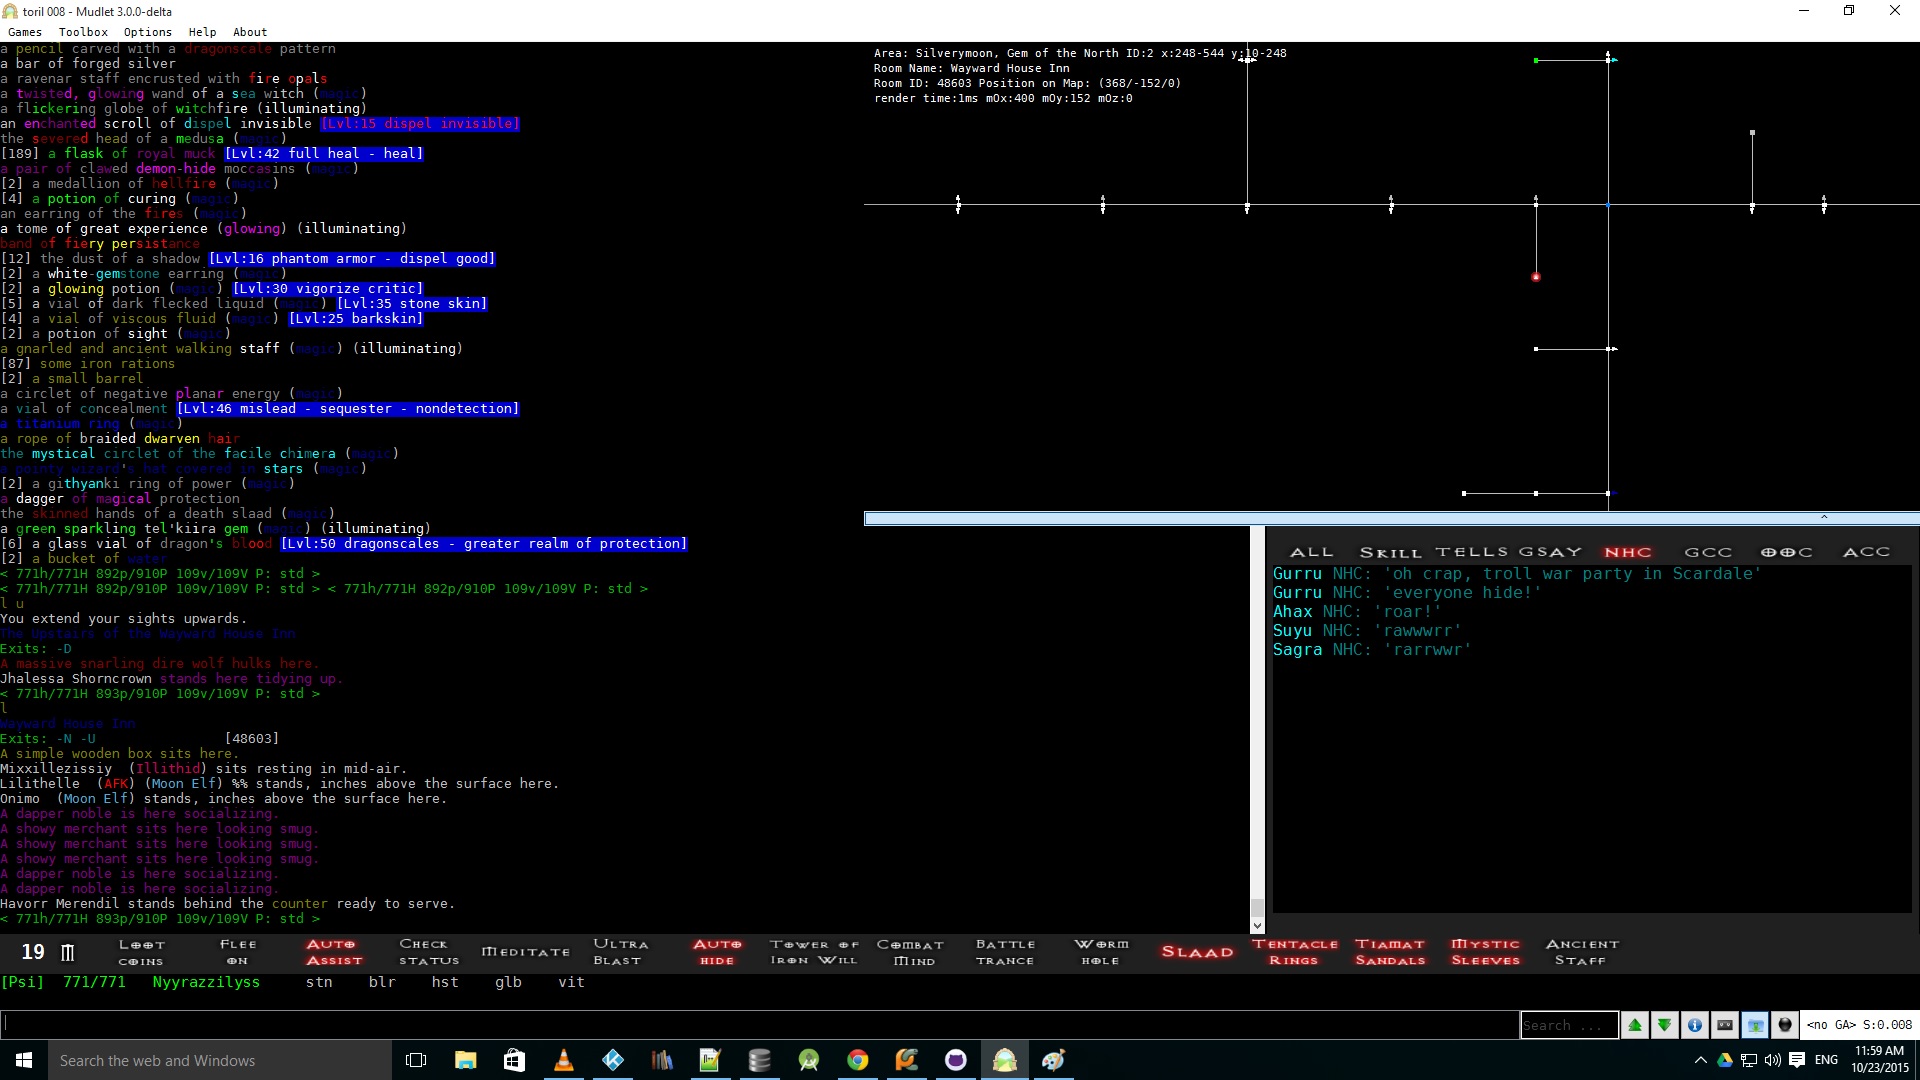 toril 008 - Mudlet 3.0.0-delta
Games Toolbox Options Help About
a pencil carved with a dragonscale pattern
a bar of forged silver
a ravenar staff encrusted with fire opals
a twisted, glowing wand of a sea witch (magic)
a flickering globe of witchfire (illuminating)
an enchanted scroll of dispel invisible [Lvl:15 dispel invisible]
the severed head of a medusa (magic)
[189] a flask of royal muck [Lvl:42 full heal - heal]
a pair of clawed demon-hide moccasins (magic)
[2] a medallion of hellfire (magic)
[4] a potion of curing (magic)
an earring of the fires (magic)
a tome of great experience (glowing) (illuminating)
band of fiery persistance
[12] the dust of a shadow [Lvl:16 phantom armor - dispel good]
[2] a white-gemstone earring (magic)
[2] a glowing potion (magic) [Lvl:30 vigorize critic]
[5] a vial of dark flecked liquid (magic) [Lvl:35 stone skin]
[4] a vial of viscous fluid (magic) [Lvl:25 barkskin]
[2] a potion of sight (magic)
a gnarled and ancient walking staff (magic) (illuminating)
[87] some iron rations
[2] a small barrel
a circlet of negative planar energy (magic)
a vial of concealment [Lvl:46 mislead - sequester - nondetection]
a titanium ring (magic)
a rope of braided dwarven hair
the mystical circlet of the facile chimera (magic)
a pointy wizard's hat covered in stars (magic)
[2] a githyanki ring of power (magic)
a dagger of magical protection
the skinned hands of a death slaad (magic)
a green sparkling tel'kiira gem (magic) (illuminating)
[6] a glass vial of dragon's blood [Lvl:50 dragonscales - greater realm of protection]
[2] a bucket of water
< 771h/771H 892p/910P 109v/109V P: std >
< 771h/771H 892p/910P 109v/109V P: std > < 771h/771H 892p/910P 109v/109V P: std >
l u
You extend your sights upwards.
The Upstairs of the Wayward House Inn
Exits: -D
A massive snarling dire wolf hulks here.
Jhalessa Shorncrown stands here tidying up.
< 771h/771H 893p/910P 109v/109V P: std >
l
Wayward House Inn
Exits: -N -U [48603]
A simple wooden box sits here.
Mixxillezissiy (Illithid) sits resting in mid-air.
Lilithelle (AFK) (Moon Elf) %% stands, inches above the surface here.
Onimo (Moon Elf) stands, inches above the surface here.
A dapper noble is here socializing.
A showy merchant sits here looking smug.
A showy merchant sits here looking smug.
A showy merchant sits here looking smug.
A dapper noble is here socializing.
A dapper noble is here socializing.
Havorr Merendil stands behind the counter ready to serve.
< 771h/771H 893p/910P 109v/109V P: std >
Area: Silverymoon, Gem of the North ID:2 x:248-544 y:10-248
Room Name: Wayward House Inn
Room ID: 48603 Position on Map: (368/-152/0)
render time:1ms mOx:400 mOy:152 mOz:0
ALL SKILL TELLS GSAY NHC GCC OOC ACC
Gurru NHC: 'oh crap, troll war party in Scardale'
Gurru NHC: 'everyone hide!'
Ahax NHC: 'roar!'
Suyu NHC: 'rawwwrr'
Sagra NHC: 'rarrwwr'
19 LOOT COINS FLEE ON AUTO ASSIST CHECK STATUS MEDITATE ULTRA BLAST AUTO HIDE TOWER OF IRON WILL COMBAT MIND BATTLE TRANCE WORM HOLE SLAAD TENTACLE RINGS TIAMAT SANDALS MYSTIC SLEEVES ANCIENT STAFF
[Psi] 771/771 Nyyrazzilyss stn blr hst glb vit
Search ...
<no GA> S:0.008
Search the web and Windows
ENG
11:59 AM
10/23/2015